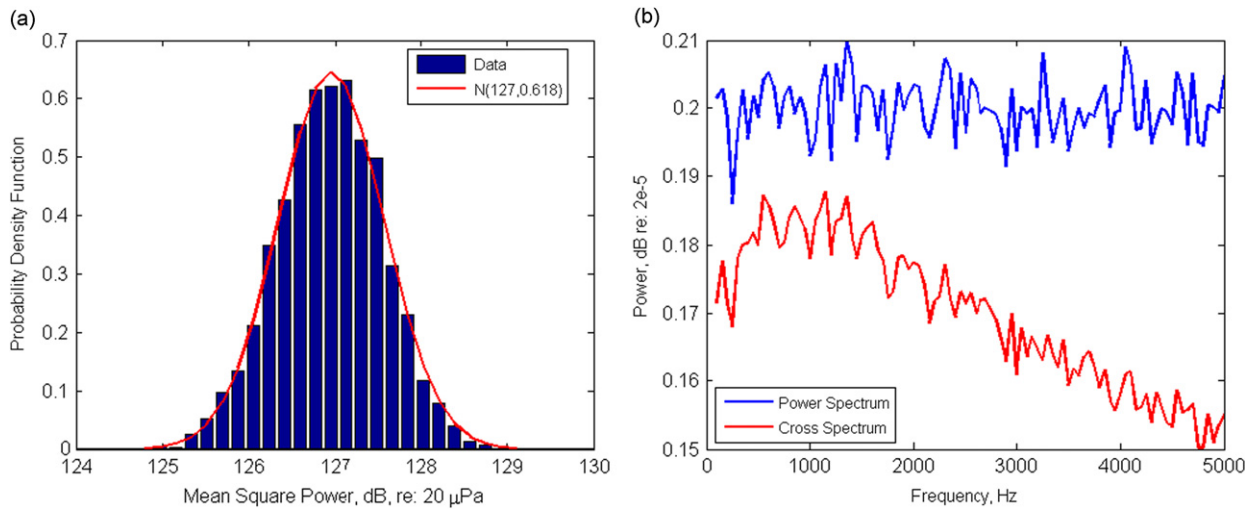 (a)
0.7
0.6
0.5
0.4
0.3
0.2
0.1
0
Probability Density Function
Data
N(127,0.618)
124 125 126 127 128 129 130
Mean Square Power, dB, re: 20 μPa
(b)
0.21
0.2
0.19
0.18
0.17
0.16
0.15
Power, dB re: 2e-5
Power Spectrum
Cross Spectrum
0 1000 2000 3000 4000 5000
Frequency, Hz